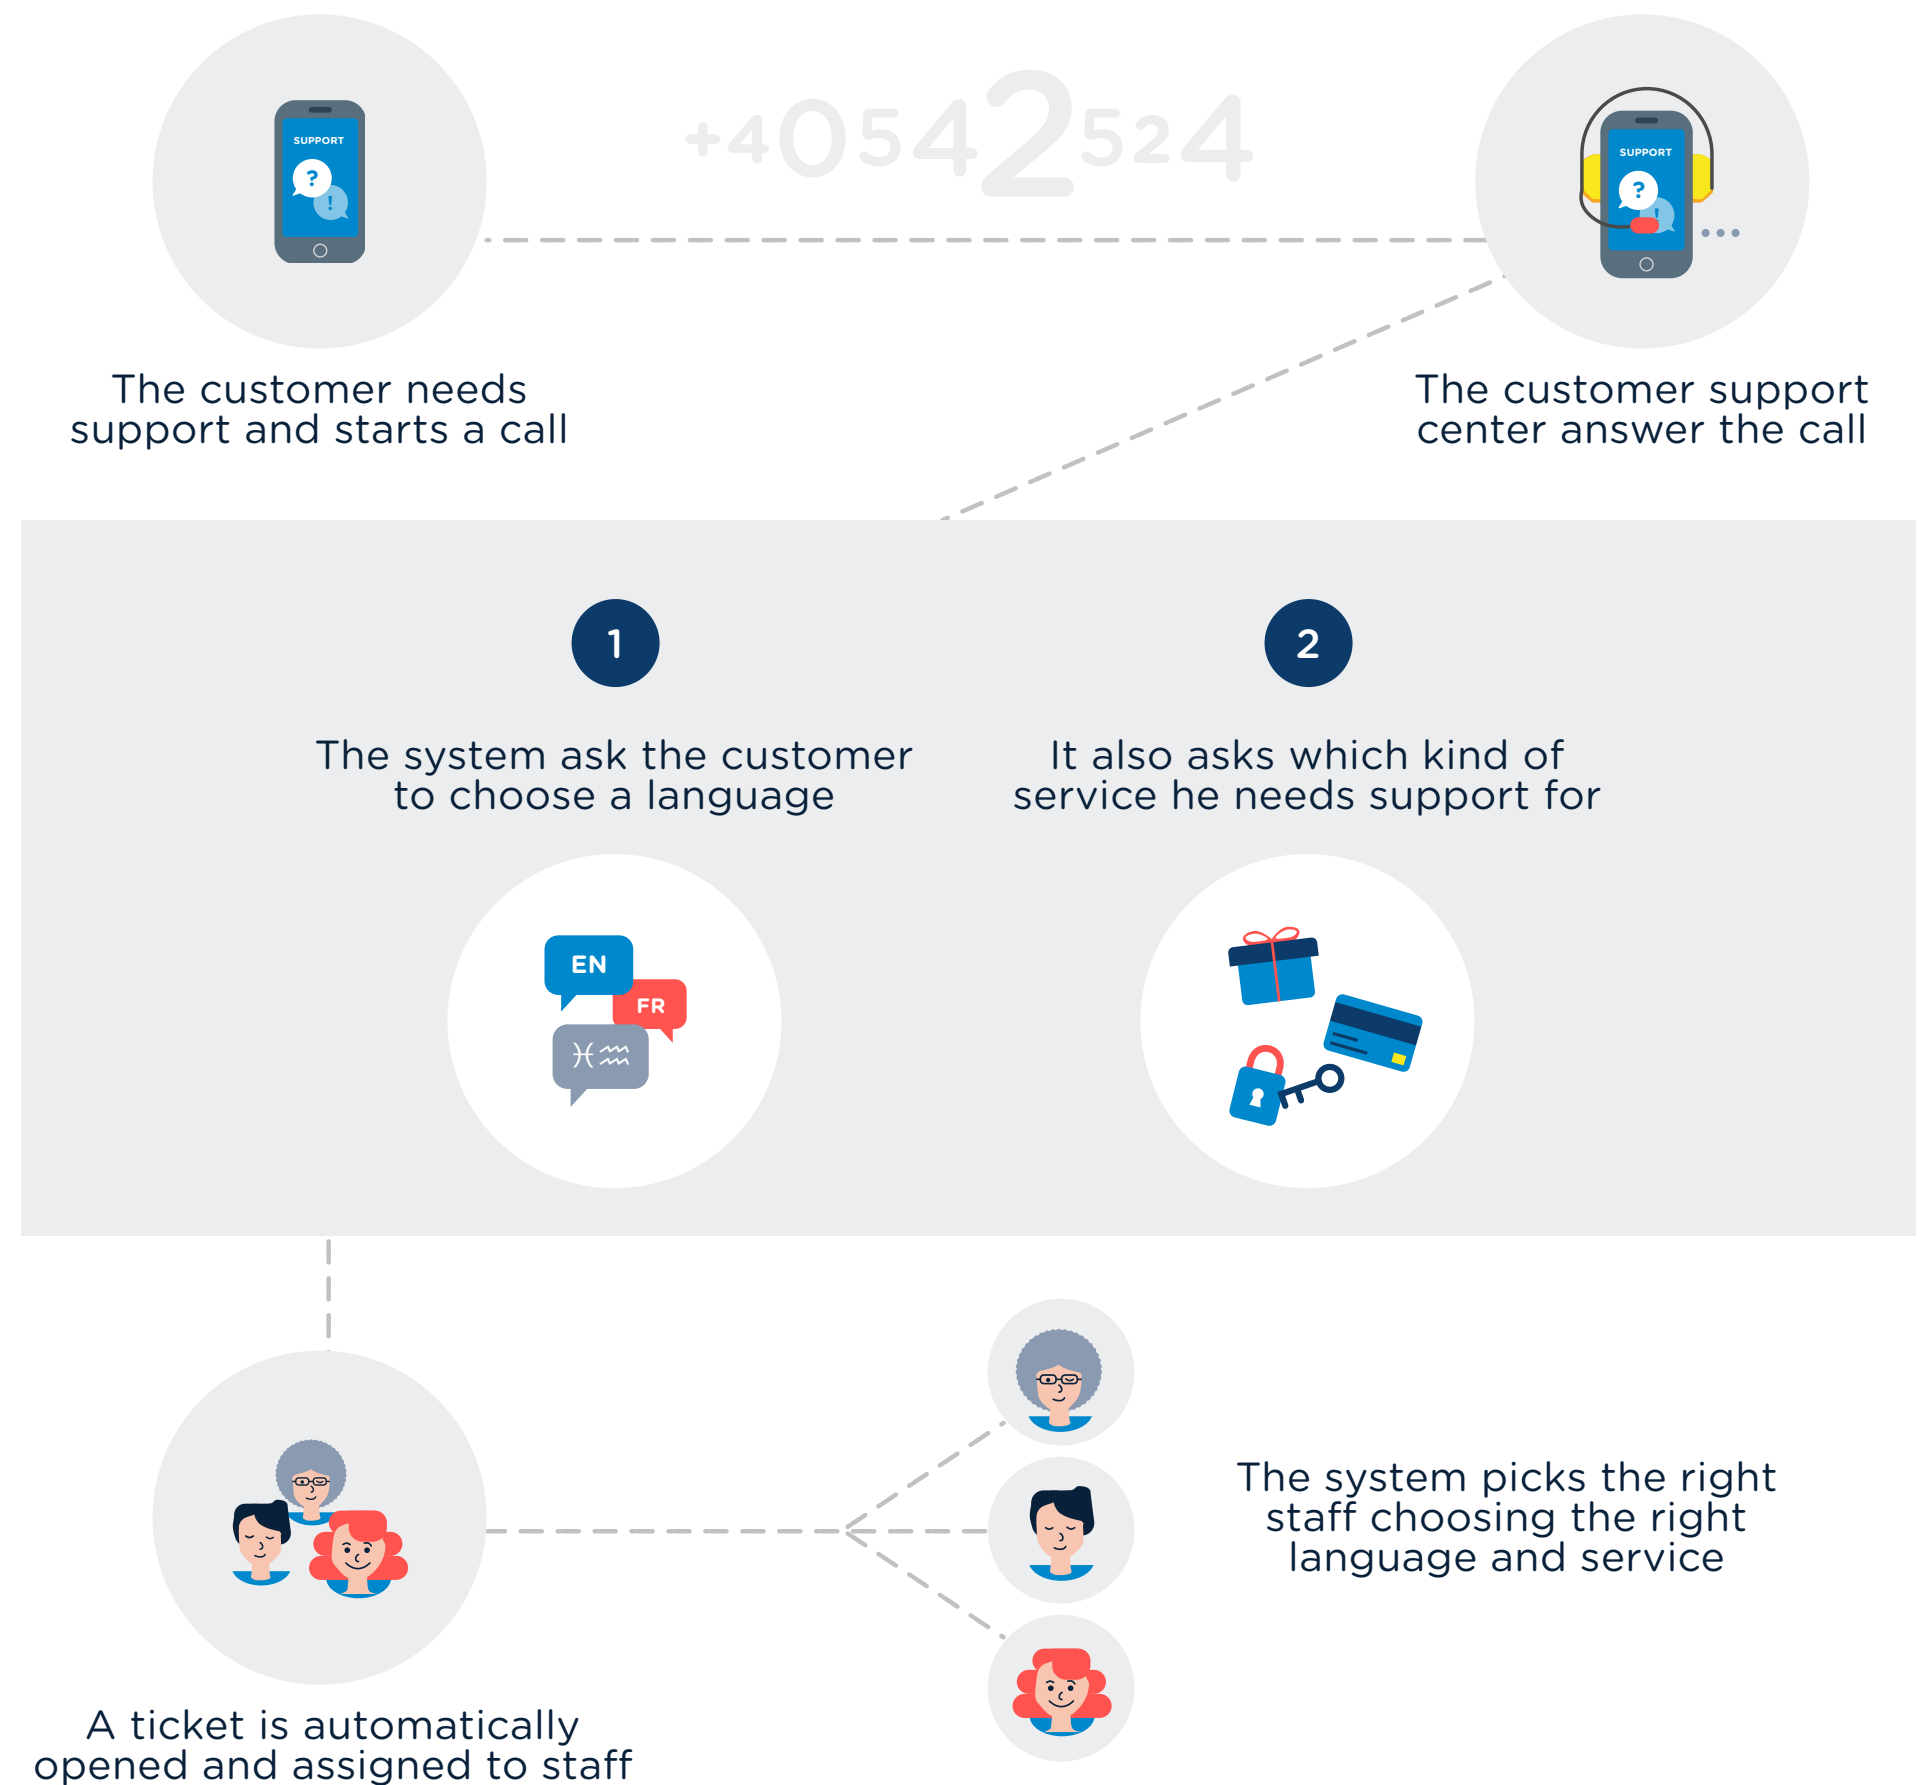 SUPPORT
?
!
+4054 2524
SUPPORT
?
!
The customer needs
support and starts a call
The customer support
center answer the call
1
2
The system ask the customer
to choose a language
It also asks which kind of
service he needs support for
EN
FR
♓♒
The system picks the right
staff choosing the right
language and service
A ticket is automatically
opened and assigned to staff